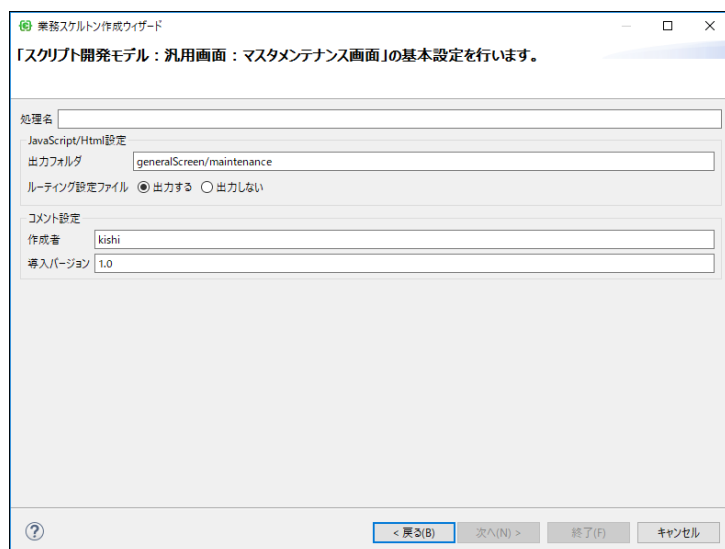 業務スケルトン作成ウィザード
「スクリプト開発モデル：汎用画面：マスタメンテナンス画面」の基本設定を行います。
処理名
JavaScript/Html設定
出力フォルダ generalScreen/maintenance
ルーティング設定ファイル 出力する 出力しない
コメント設定
作成者 kishi
導入バージョン 1.0
< 戻る(B) 次へ(N) > 終了(F) キャンセル